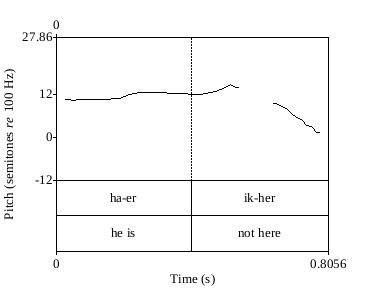 0
27.86
12
0
-12
Pitch (semitones re 100 Hz)
ha-er ik-her
he is not here
0 0.8056
Time (s)